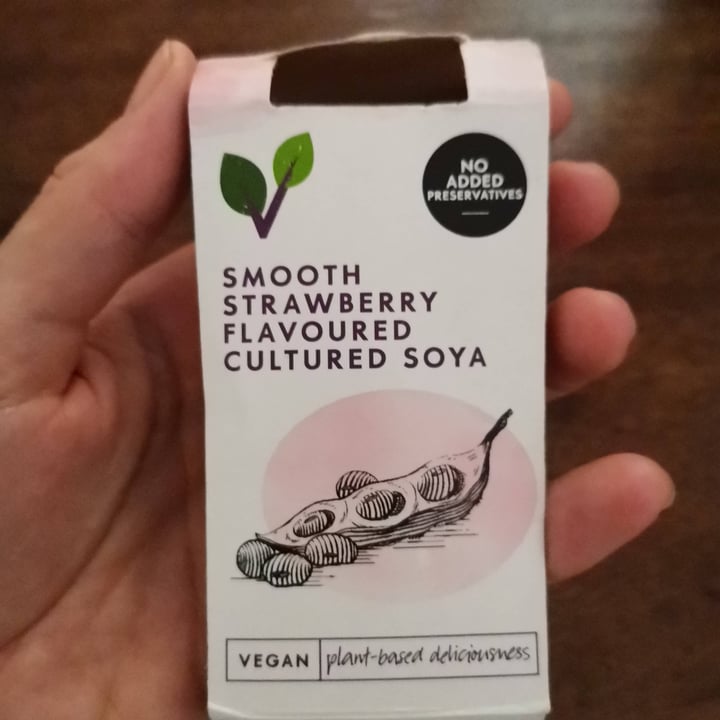 NO
ADDED
PRESERVATIVES
SMOOTH
STRAWBERRY
FLAVOURED
CULTURED SOYA
VEGAN plant-based deliciousness